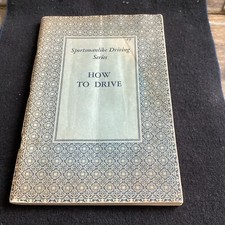 Sportsmanlike Driving
Series
HOW
TO DRIVE